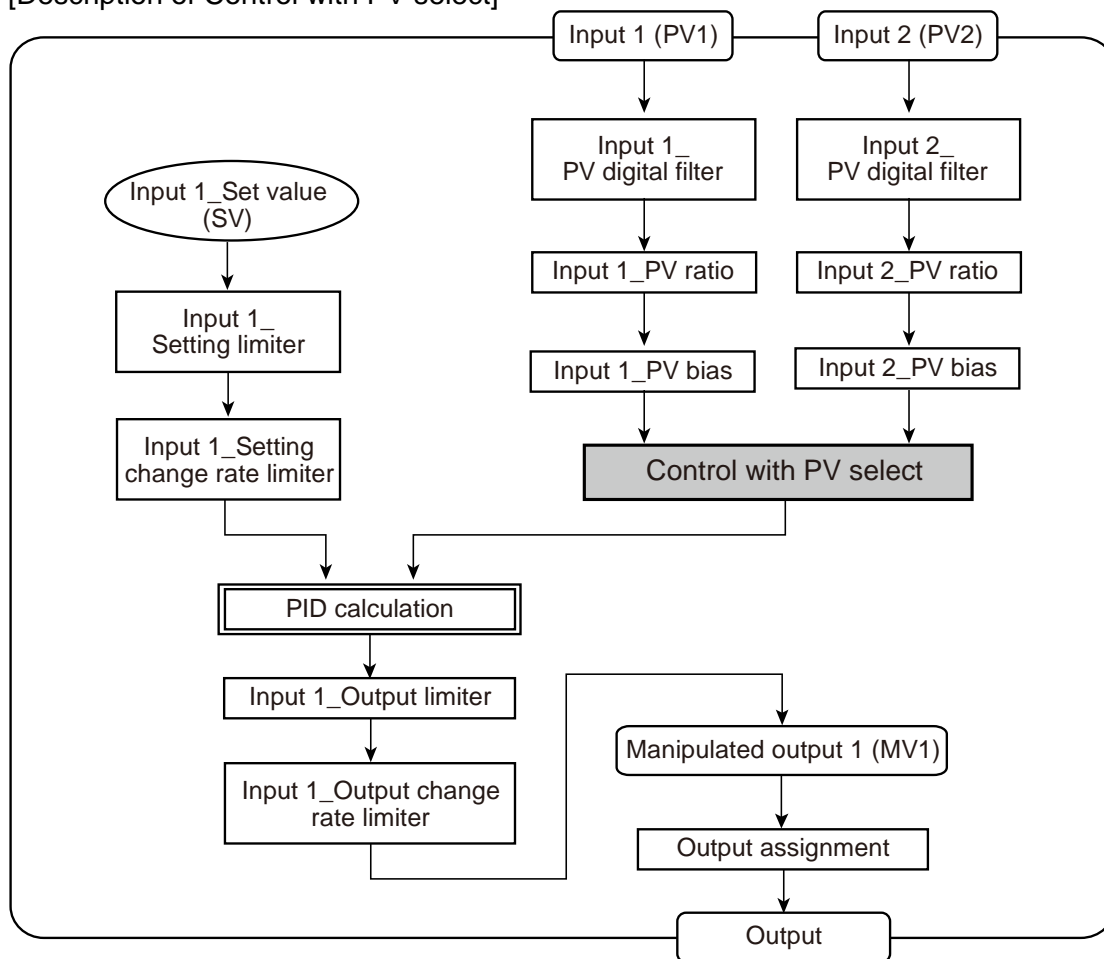 [Description of Control with PV select]
Input 1 (PV1)
Input 2 (PV2)
Input 1_
PV digital filter
Input 2_
PV digital filter
Input 1_Set value
(SV)
Input 1_PV ratio
Input 2_PV ratio
Input 1_
Setting limiter
Input 1_PV bias
Input 2_PV bias
Input 1_Setting
change rate limiter
Control with PV select
PID calculation
Input 1_Output limiter
Manipulated output 1 (MV1)
Input 1_Output change
rate limiter
Output assignment
Output